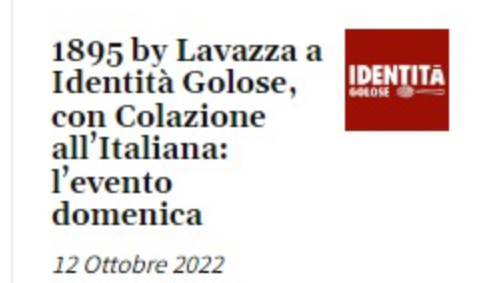 1895 by Lavazza a
Identità Golose,
con Colazione
all’Italiana:
l’evento
domenica
12 Ottobre 2022
IDENTITÀ
GOLOSE